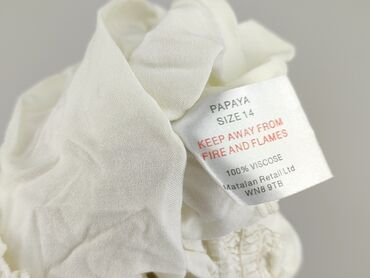 PAPAYA
SIZE 14
KEEP AWAY FROM
FIRE AND FLAMES
100% VISCOSE
Matalan Retail Ltd
WN8 9TB